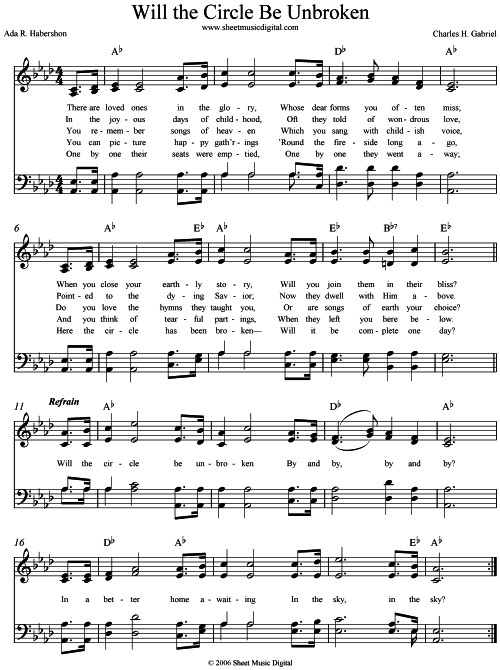 Will the Circle Be Unbroken
www.sheetmusicdigital.com
Ada R. Habershon
Charles H. Gabriel
A♭ D♭ A♭
There are loved ones in the glo - ry, Whose dear forms you of - ten miss;
In the joy - ous days of child - hood, Oft they told of won - drous love,
You re - mem - ber songs of heav - en Which you sang with child - ish voice,
You can pic - ture hap - py gath'r - ings 'Round the fire - side long a - go,
One by one their seats were emp - tied, One by one they went a - way;
6 A♭ E♭ A♭ E♭ B♭7 E♭
When you close your earth - ly sto - ry, Will you join them in their bliss?
Point - ed to the dy - ing Sav - ior; Now they dwell with Him a - bove.
Do you love the hymns they taught you, Or are songs of earth your choice?
And you think of tear - ful part - ings, When they left you here be - low.
Here the cir - cle has been bro - ken— Will it be com - plete one day?
11 Refrain A♭ D♭ A♭
Will the cir - cle be un - bro - ken By and by, by and by?
16 D♭ A♭ E♭ A♭
In a bet - ter home a - wait - ing In the sky, in the sky?
© 2006 Sheet Music Digital